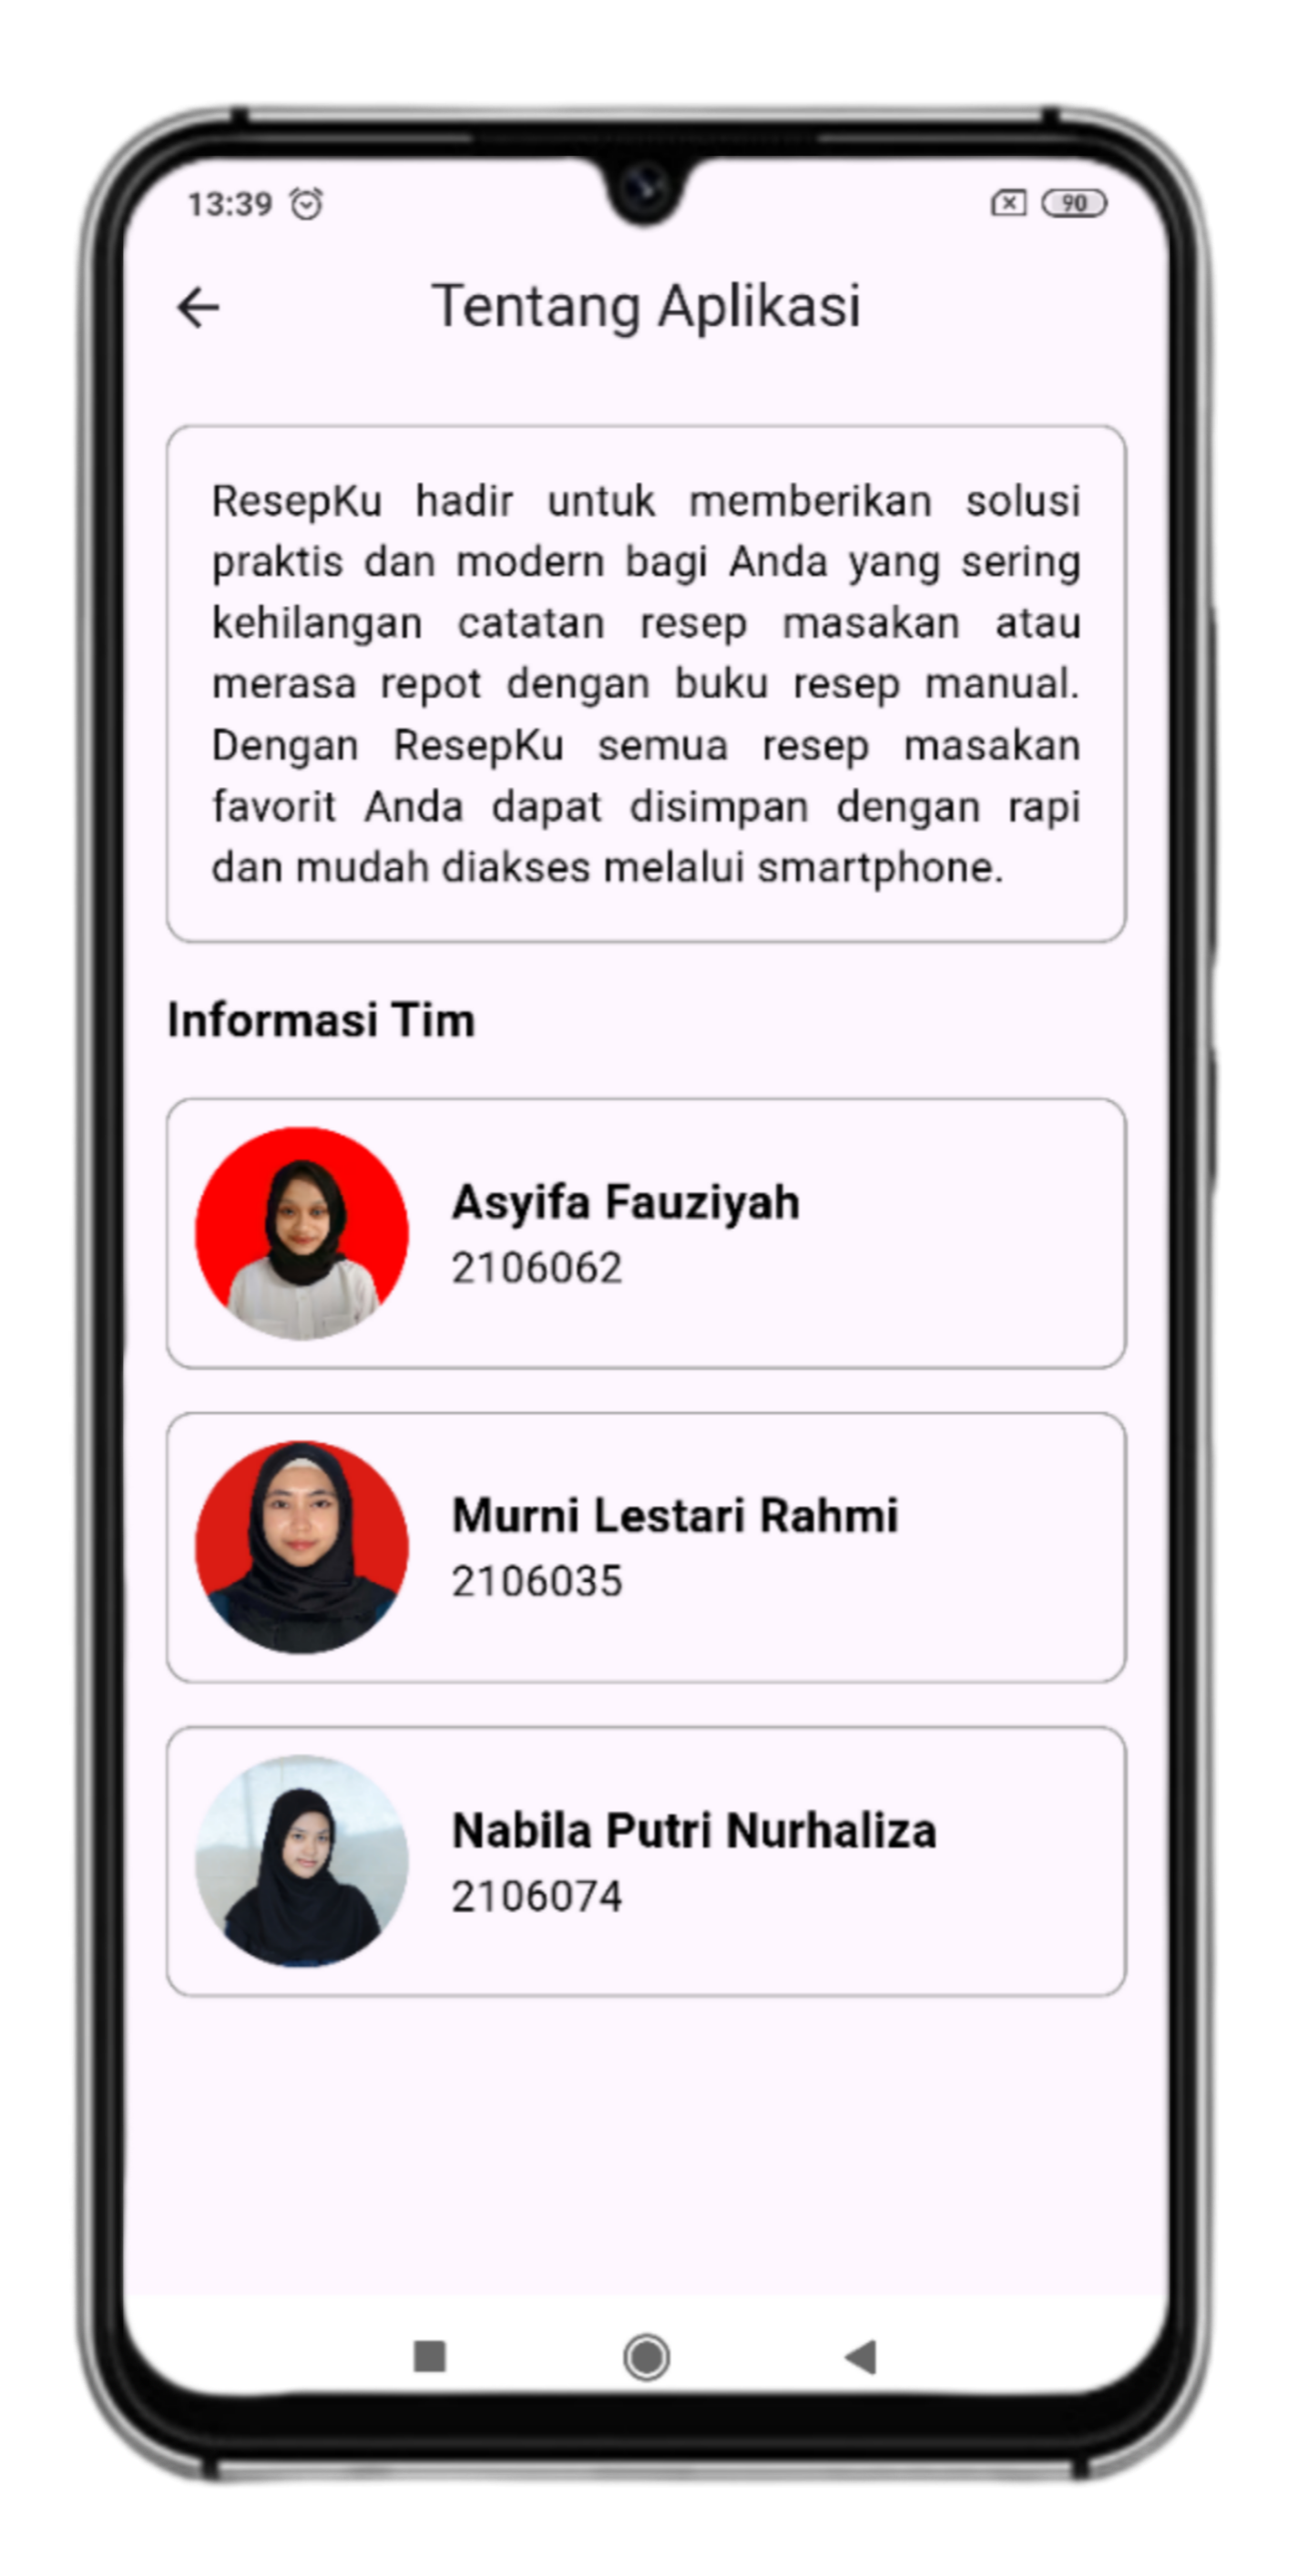 13:39
90
Tentang Aplikasi
ResepKu hadir untuk memberikan solusi
praktis dan modern bagi Anda yang sering
kehilangan catatan resep masakan atau
merasa repot dengan buku resep manual.
Dengan ResepKu semua resep masakan
favorit Anda dapat disimpan dengan rapi
dan mudah diakses melalui smartphone.
Informasi Tim
Asyifa Fauziyah
2106062
Murni Lestari Rahmi
2106035
Nabila Putri Nurhaliza
2106074